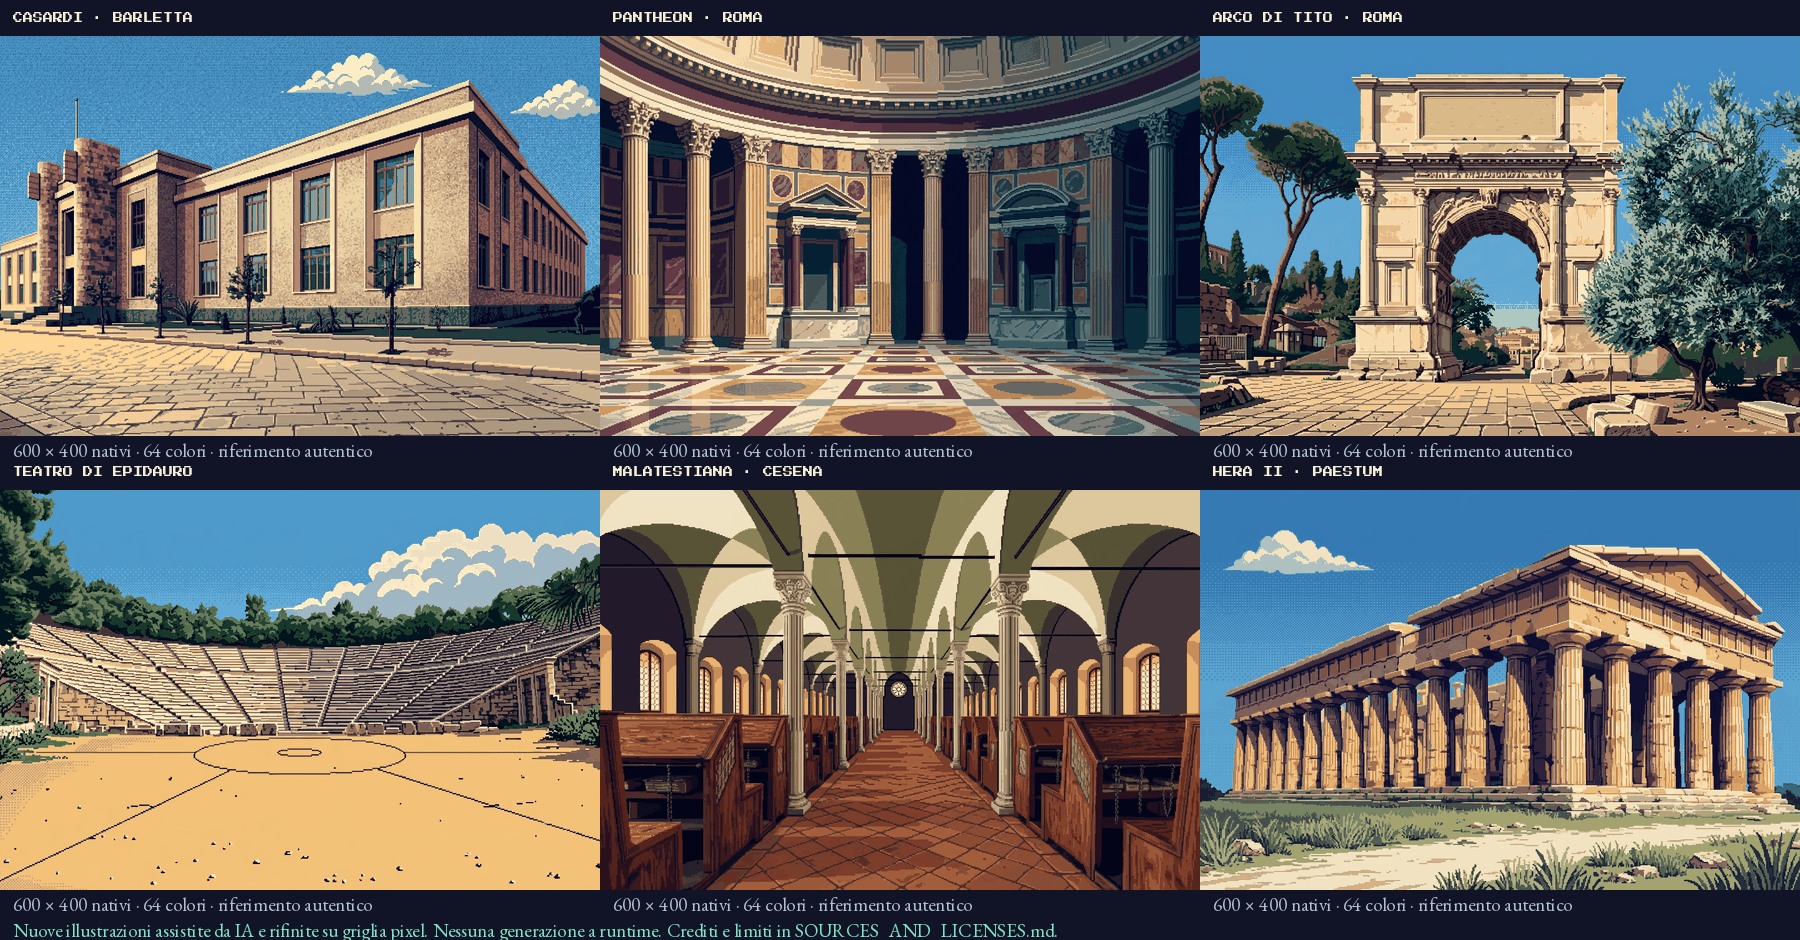 CASARDI · BARLETTA
PANTHEON · ROMA
ARCO DI TITO · ROMA
600 × 400 nativi · 64 colori · riferimento autentico
600 × 400 nativi · 64 colori · riferimento autentico
600 × 400 nativi · 64 colori · riferimento autentico
TEATRO DI EPIDAURO
MALATESTIANA · CESENA
HERA II · PAESTUM
600 × 400 nativi · 64 colori · riferimento autentico
600 × 400 nativi · 64 colori · riferimento autentico
600 × 400 nativi · 64 colori · riferimento autentico
Nuove illustrazioni assistite da IA e rifinite su griglia pixel. Nessuna generazione a runtime. Crediti e limiti in SOURCES_AND_LICENSES.md.